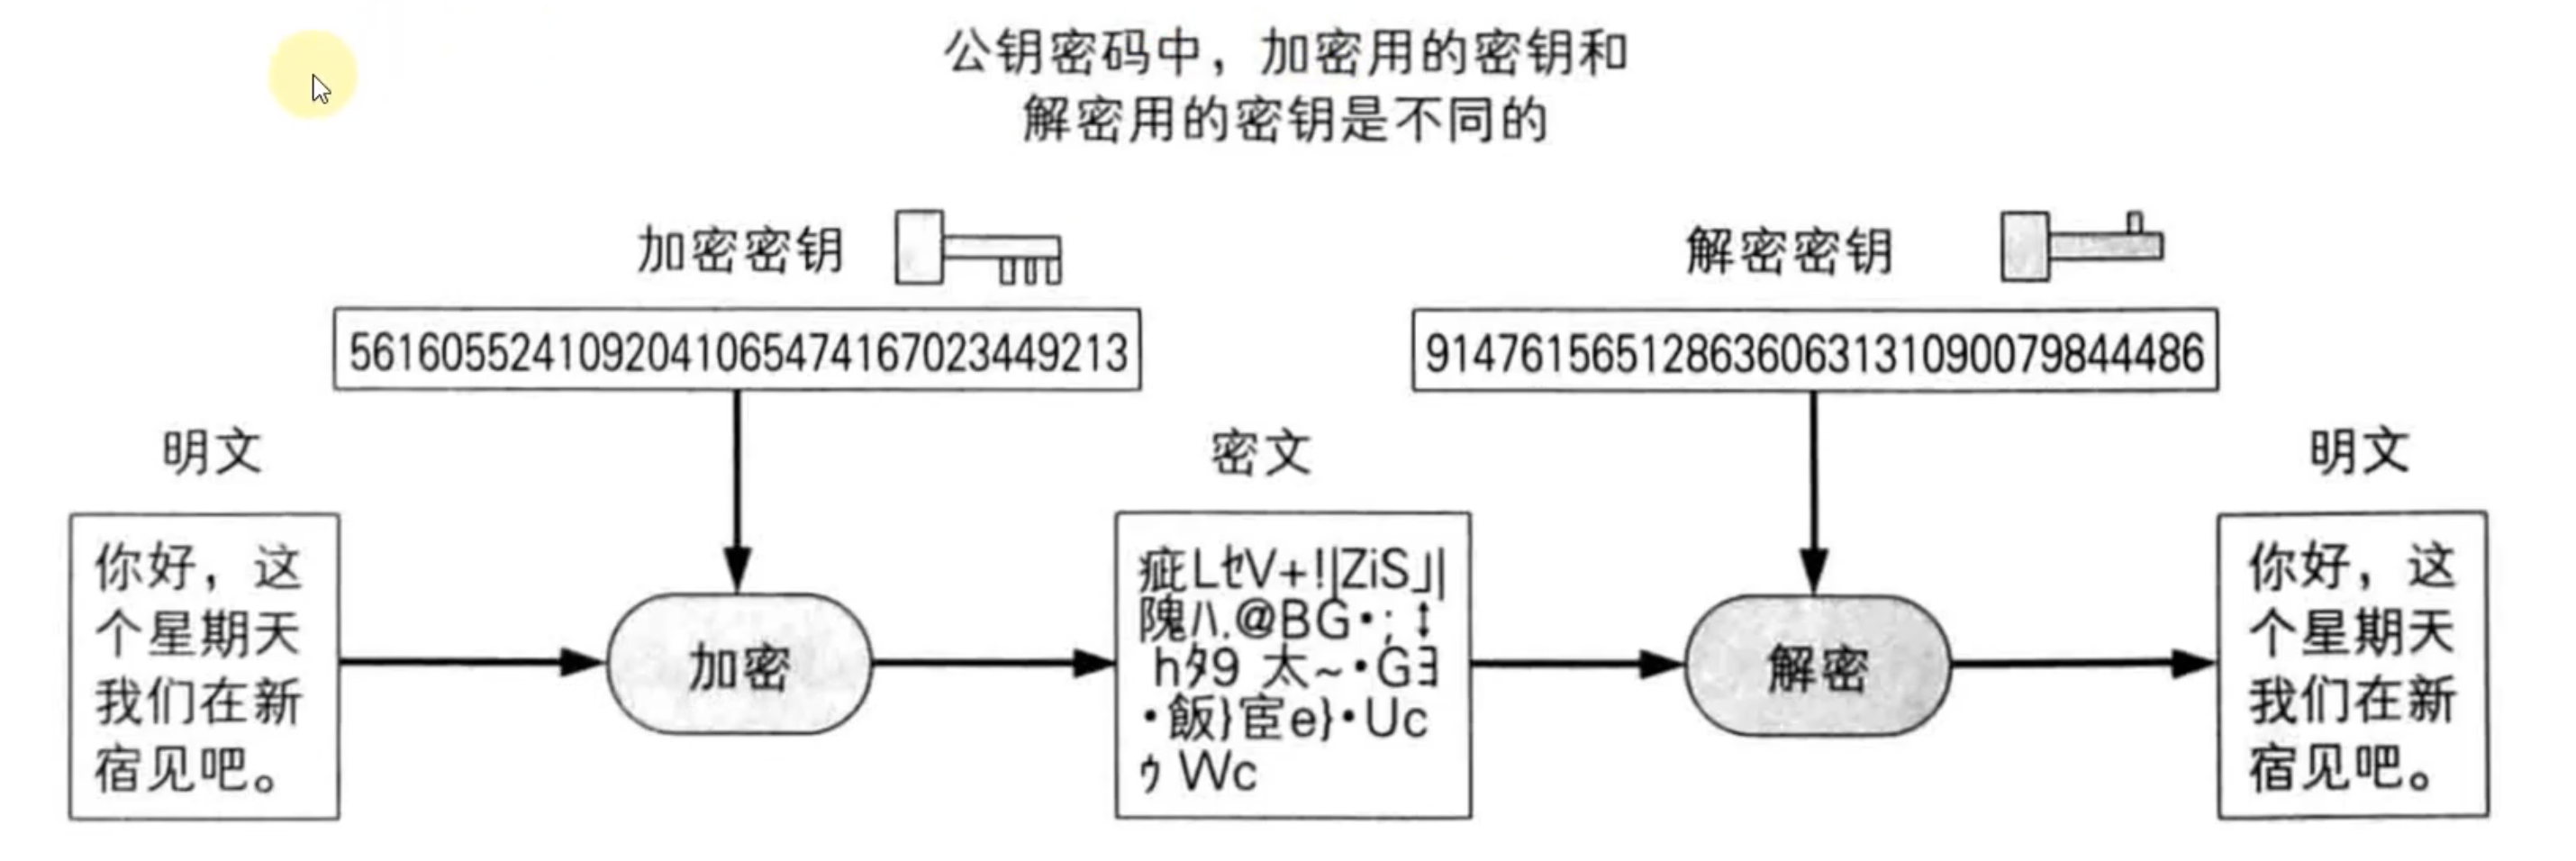 公钥密码中，加密用的密钥和
解密用的密钥是不同的
加密密钥
解密密钥
5616055241092041065474167023449213
9147615651286360631310900798444486
明文
密文
明文
你好，这
个星期天
我们在新
宿见吧。
加密
疵LセV+!|ZiS｣|
隗ハ.@BG•;↕
hタ9 太~•Gヨ
•飯}宦e}•Uc
ゥWc
解密
你好，这
个星期天
我们在新
宿见吧。